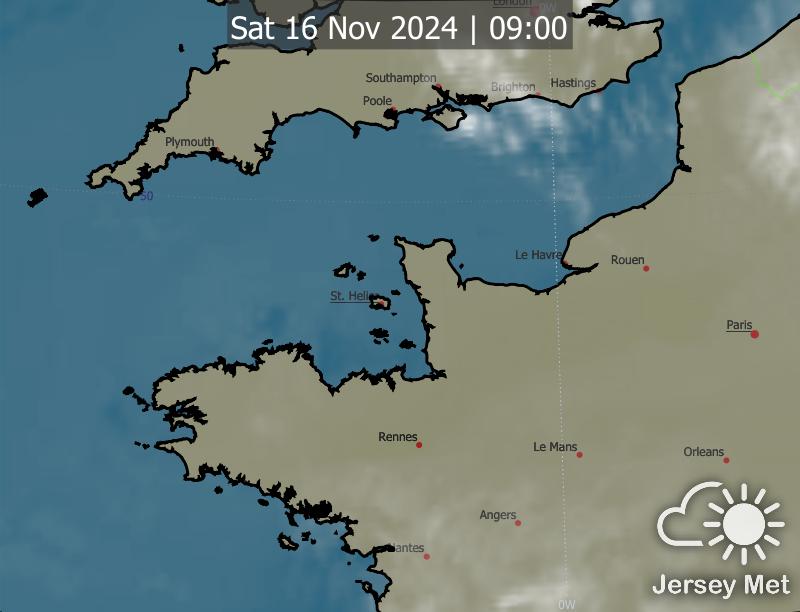 London
0W
Sat 16 Nov 2024 | 09:00
Southampton
Brighton
Hastings
Poole
Plymouth
50
Le Havre
Rouen
St. Helier
Paris
Rennes
Le Mans
Orleans
Angers
Nantes
0W
Jersey Met